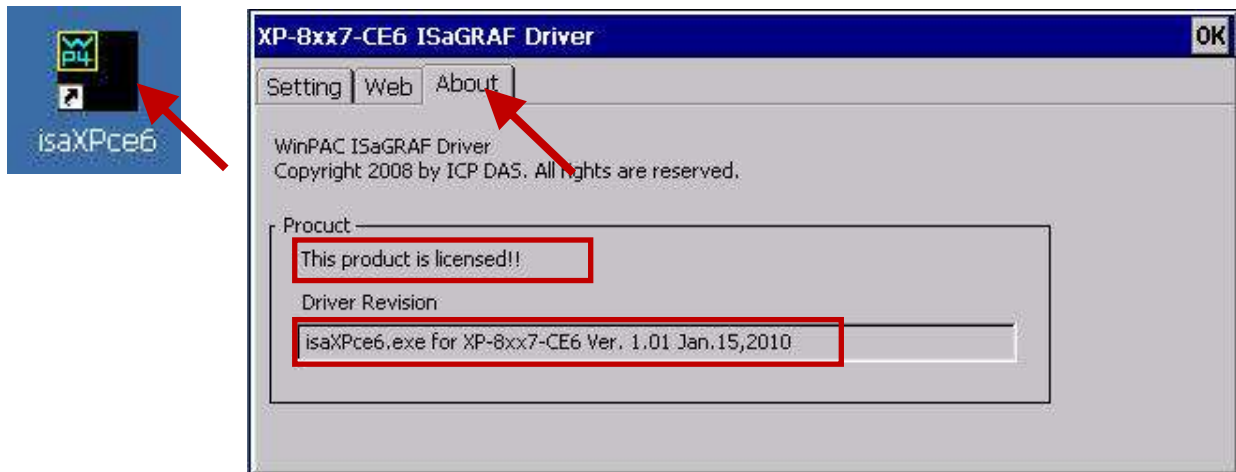 WP4
isaXPce6
XP-8xx7-CE6 ISaGRAF Driver
OK
Setting Web About
WinPAC ISaGRAF Driver
Copyright 2008 by ICP DAS. All rights are reserved.
Procuct
This product is licensed!!
Driver Revision
isaXPce6.exe for XP-8xx7-CE6 Ver. 1.01 Jan.15,2010